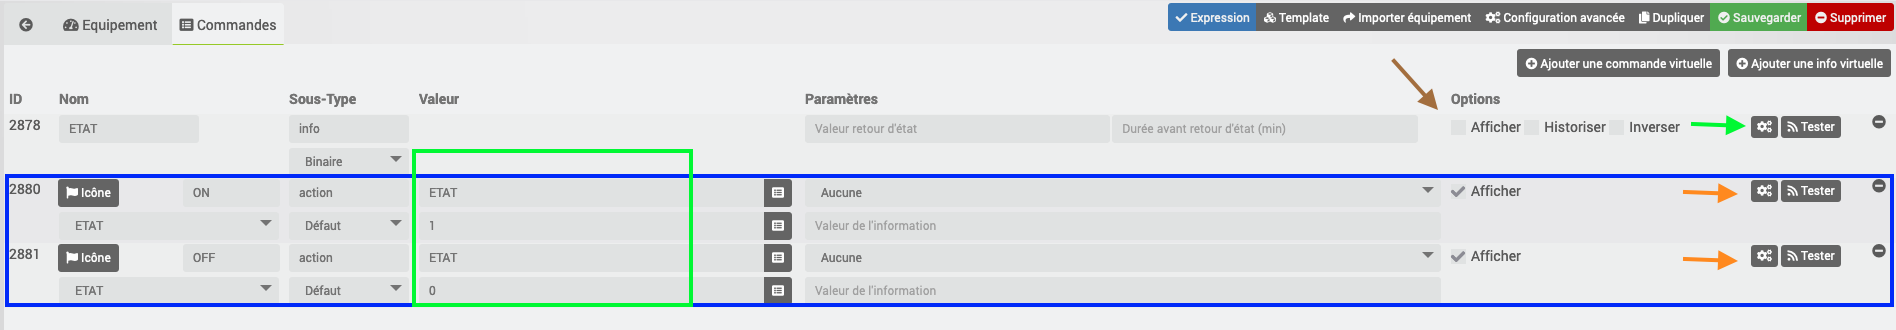 Equipement Commandes Expression Template Importer équipement Configuration avancée Dupliquer Sauvegarder Supprimer
Ajouter une commande virtuelle Ajouter une info virtuelle
ID Nom Sous-Type Valeur Paramètres Options
2878 ETAT info Valeur retour d'état Durée avant retour d'état (min) Afficher Historiser Inverser Tester
Binaire
2880 Icône ON action ETAT Aucune Afficher Tester
ETAT Défaut 1 Valeur de l'information
2881 Icône OFF action ETAT Aucune Afficher Tester
ETAT Défaut 0 Valeur de l'information